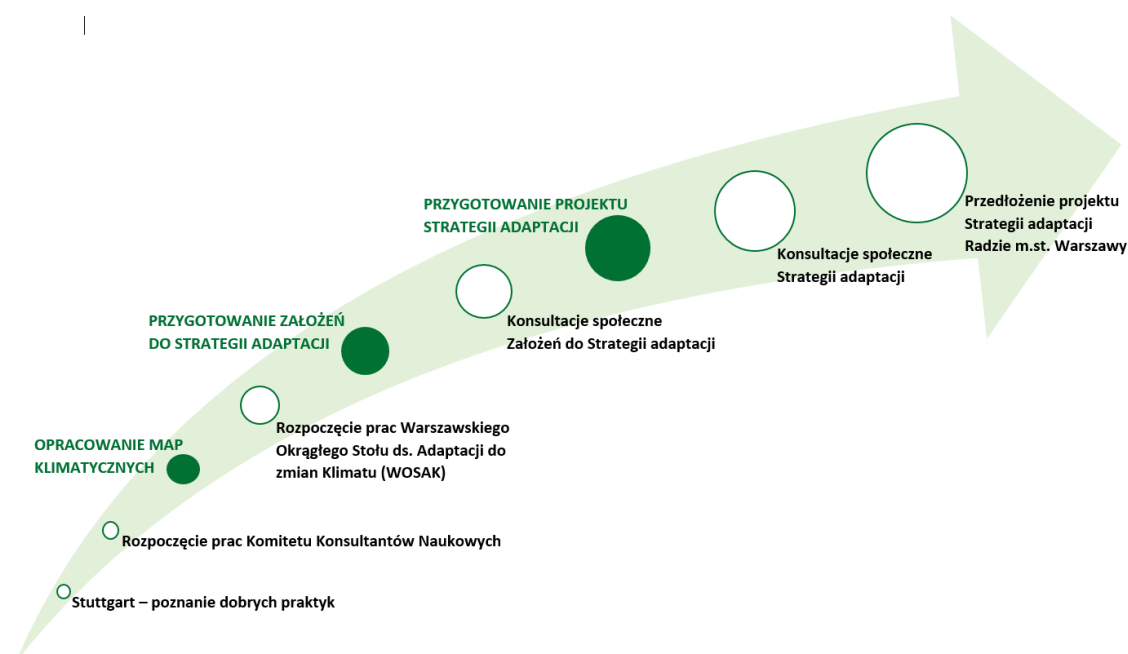 PRZYGOTOWANIE PROJEKTU
STRATEGII ADAPTACJI
Przedłożenie projektu
Strategii adaptacji
Radzie m.st. Warszawy
Konsultacje społeczne
Strategii adaptacji
PRZYGOTOWANIE ZAŁOŻEŃ
DO STRATEGII ADAPTACJI
Konsultacje społeczne
Założeń do Strategii adaptacji
OPRACOWANIE MAP
KLIMATYCZNYCH
Rozpoczęcie prac Warszawskiego
Okrągłego Stołu ds. Adaptacji do
zmian Klimatu (WOSAK)
Rozpoczęcie prac Komitetu Konsultantów Naukowych
Stuttgart – poznanie dobrych praktyk